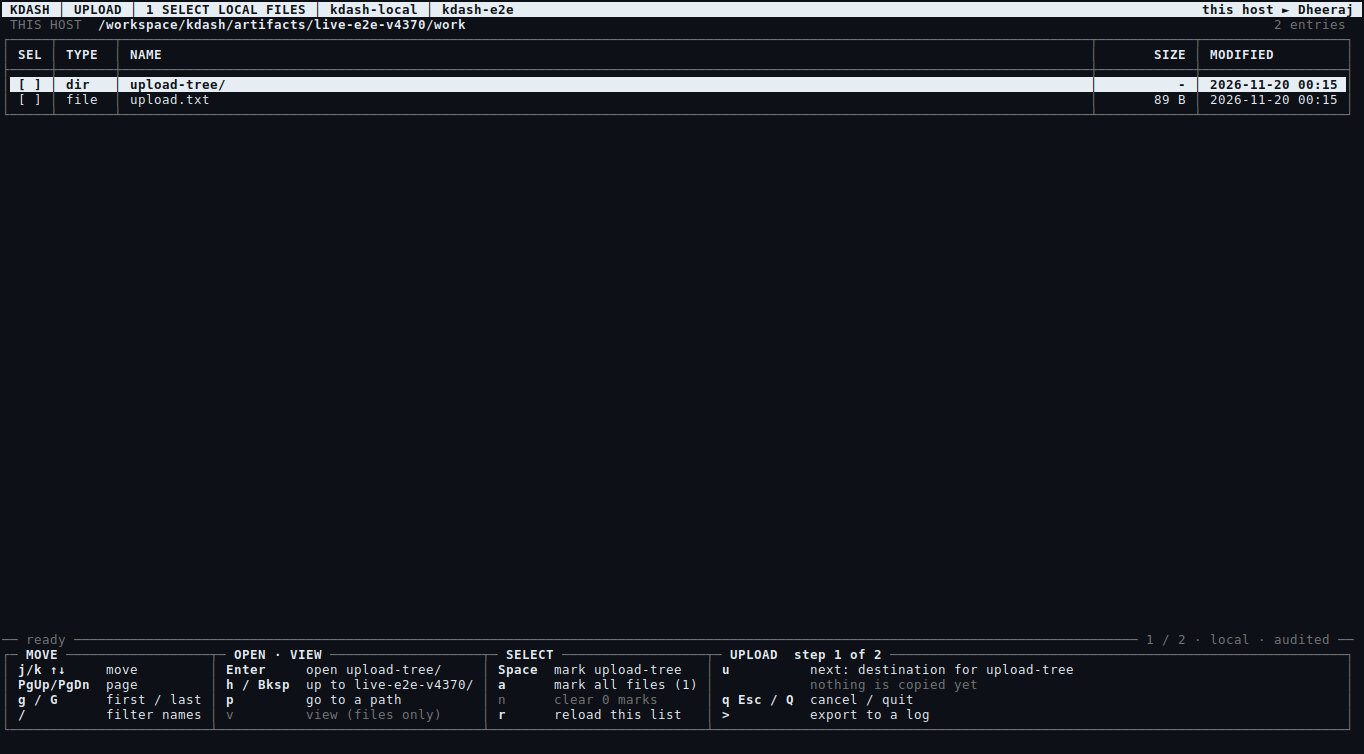 KDASH │ UPLOAD │ 1 SELECT LOCAL FILES │ kdash-local │ kdash-e2e this host ► Dheeraj
THIS HOST /workspace/kdash/artifacts/live-e2e-v4370/work 2 entries
SEL │ TYPE │ NAME │ SIZE │ MODIFIED
[ ] │ dir │ upload-tree/ │ - │ 2026-11-20 00:15
[ ] │ file │ upload.txt │ 89 B │ 2026-11-20 00:15
ready 1 / 2 · local · audited
MOVE OPEN · VIEW SELECT UPLOAD step 1 of 2
j/k ↑↓ move │ Enter open upload-tree/ │ Space mark upload-tree │ u next: destination for upload-tree
PgUp/PgDn page │ h / Bksp up to live-e2e-v4370/ │ a mark all files (1) │ nothing is copied yet
g / G first / last │ p go to a path │ n clear 0 marks │ q Esc / Q cancel / quit
/ filter names │ v view (files only) │ r reload this list │ > export to a log